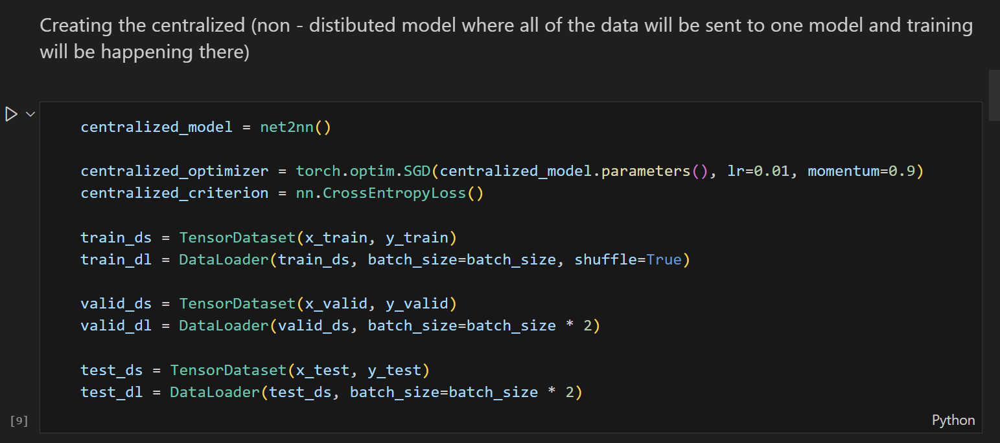 Creating the centralized (non - distibuted model where all of the data will be sent to one model and training
will be happening there)
centralized_model = net2nn()
centralized_optimizer = torch.optim.SGD(centralized_model.parameters(), lr=0.01, momentum=0.9)
centralized_criterion = nn.CrossEntropyLoss()
train_ds = TensorDataset(x_train, y_train)
train_dl = DataLoader(train_ds, batch_size=batch_size, shuffle=True)
valid_ds = TensorDataset(x_valid, y_valid)
valid_dl = DataLoader(valid_ds, batch_size=batch_size * 2)
test_ds = TensorDataset(x_test, y_test)
test_dl = DataLoader(test_ds, batch_size=batch_size * 2)
[9]
Python